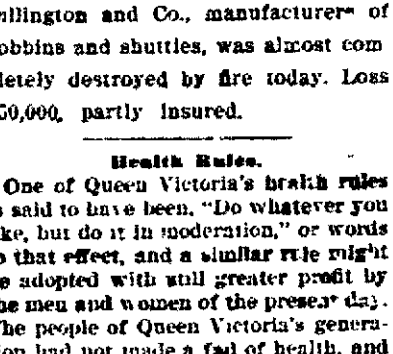 nllington and Co., manufacturers of
obbins and shuttles, was almost com
letely destroyed by fire today. Loss
50,000, partly insured.
Health Rules.
One of Queen Victoria's health rules
s said to have been, "Do whatever you
ke, but do it in moderation," or words
o that effect, and a similar rule might
e adopted with still greater profit by
he men and women of the present day.
The people of Queen Victoria's genera-
ion had not made a fad of health, and